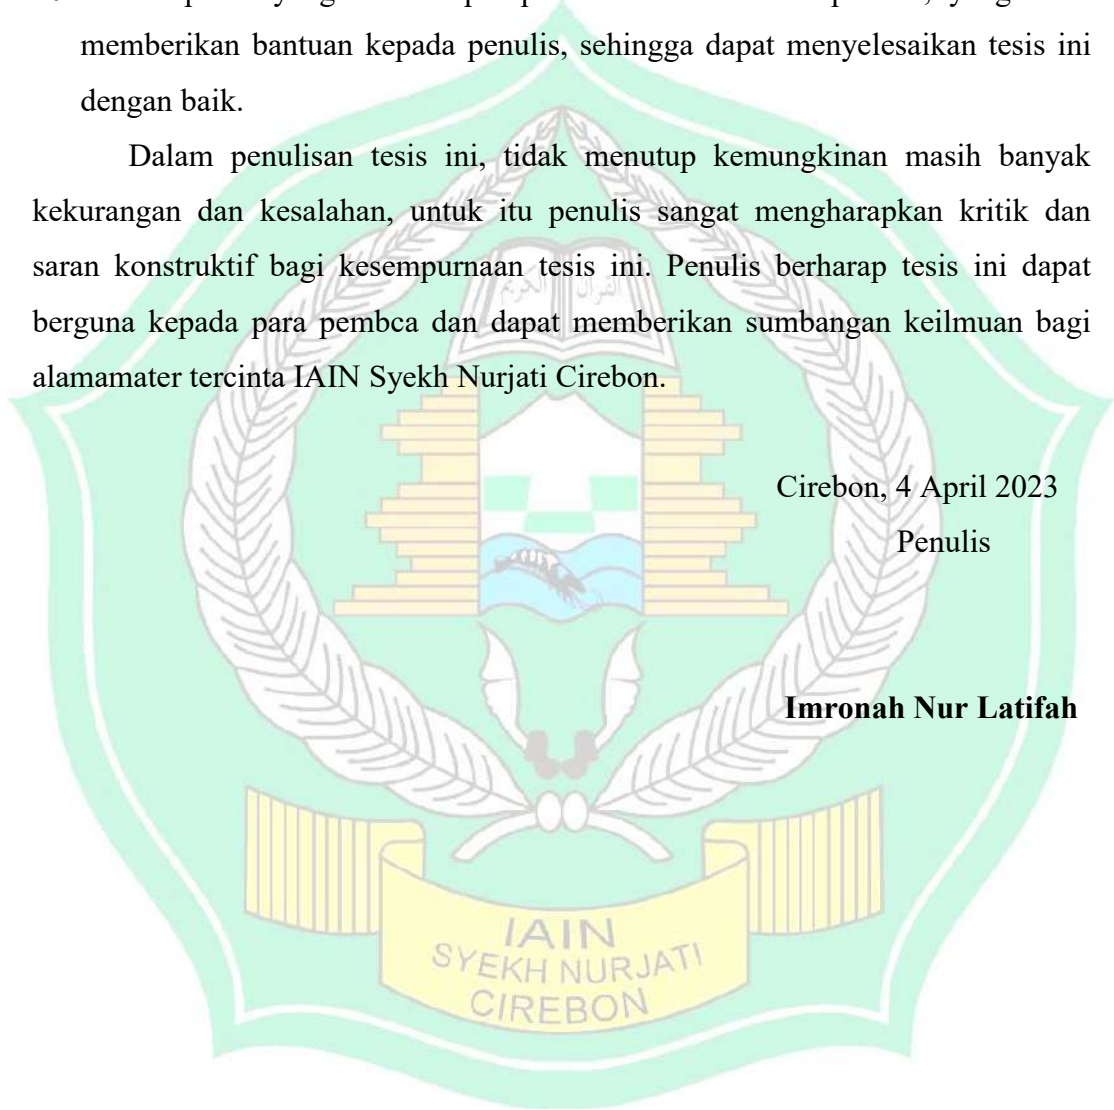 memberikan bantuan kepada penulis, sehingga dapat menyelesaikan tesis ini
dengan baik.
Dalam penulisan tesis ini, tidak menutup kemungkinan masih banyak
kekurangan dan kesalahan, untuk itu penulis sangat mengharapkan kritik dan
saran konstruktif bagi kesempurnaan tesis ini. Penulis berharap tesis ini dapat
القرآن الكريم
berguna kepada para pembca dan dapat memberikan sumbangan keilmuan bagi
alamamater tercinta IAIN Syekh Nurjati Cirebon.
Cirebon, 4 April 2023
Penulis
Imronah Nur Latifah
IAIN
SYEKH NURJATI
CIREBON